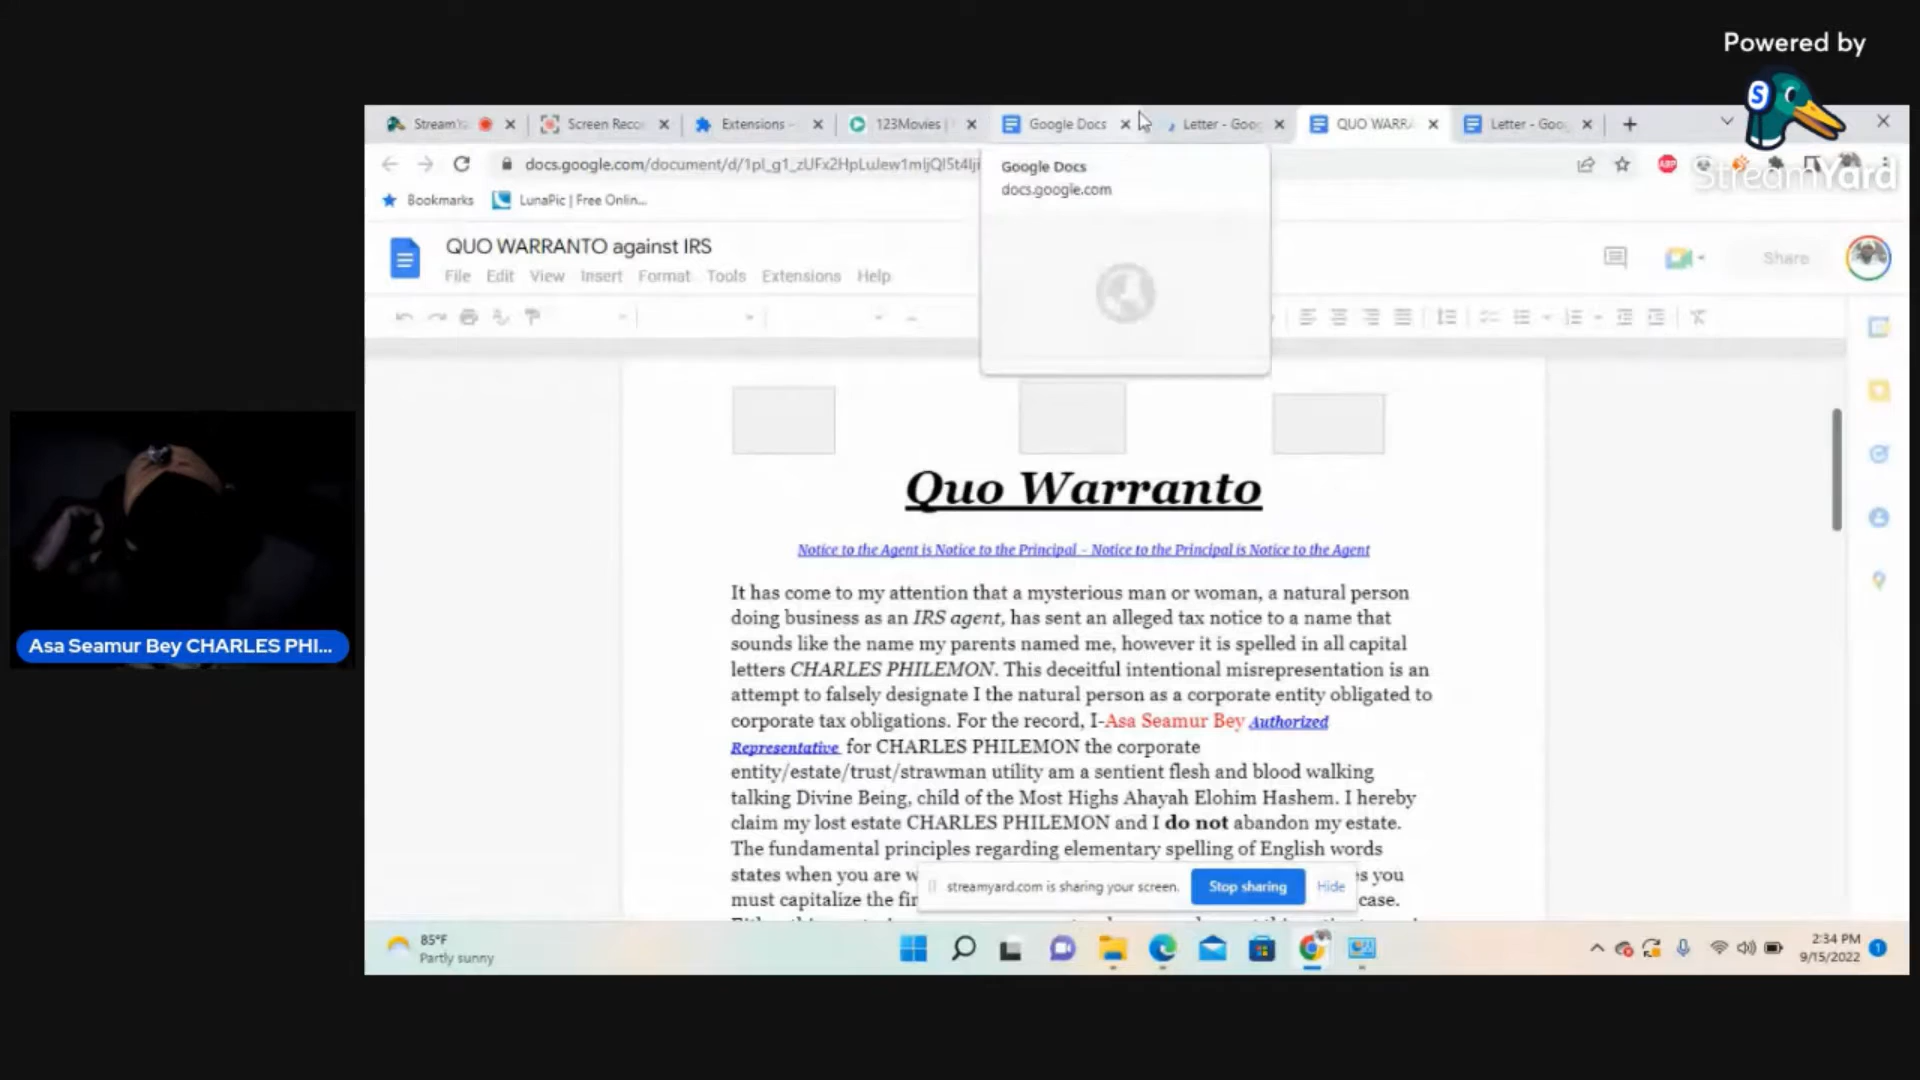 Powered by
StreamYard
StreamYa
Screen Reco
Extensions -
123Movies |
Google Docs
Letter - Goog
QUO WARRA
Letter - Goog
docs.google.com/document/d/
Bookmarks
LunaPic | Free Onlin...
Google Docs
docs.google.com
QUO WARRANTO against IRS
File Edit View Insert Format Tools Extensions Help
Share
Quo Warranto
Notice to the Agent is Notice to the Principal - Notice to the Principal is Notice to the Agent
It has come to my attention that a mysterious man or woman, a natural person
doing business as an IRS agent, has sent an alleged tax notice to a name that
sounds like the name my parents named me, however it is spelled in all capital
letters CHARLES PHILEMON. This deceitful intentional misrepresentation is an
attempt to falsely designate I the natural person as a corporate entity obligated to
corporate tax obligations. For the record, I-Asa Seamur Bey Authorized
Representative for CHARLES PHILEMON the corporate
entity/estate/trust/strawman utility am a sentient flesh and blood walking
talking Divine Being, child of the Most Highs Ahayah Elohim Hashem. I hereby
claim my lost estate CHARLES PHILEMON and I do not abandon my estate.
The fundamental principles regarding elementary spelling of English words
states when you are w
s you
must capitalize the fir
case.
streamyard.com is sharing your screen.
Stop sharing
Hide
Asa Seamur Bey CHARLES PHI...
85°F
Partly sunny
2:34 PM
9/15/2022
1